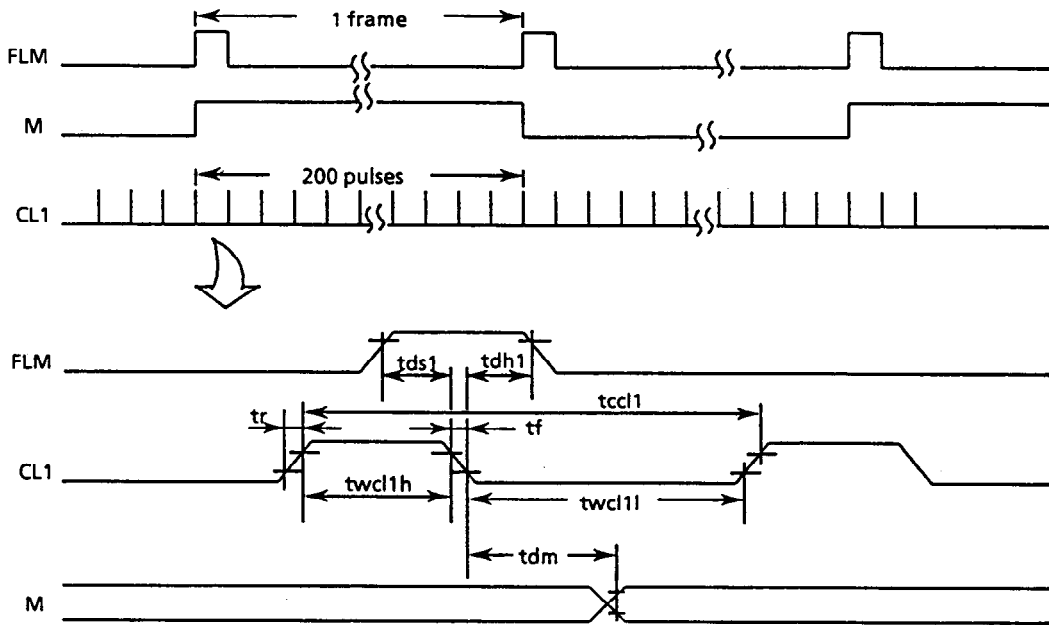 1 frame
FLM
M
200 pulses
CL1
FLM
tds1
tdh1
tccl1
tr
tf
CL1
twcl1h
twcl1l
tdm
M